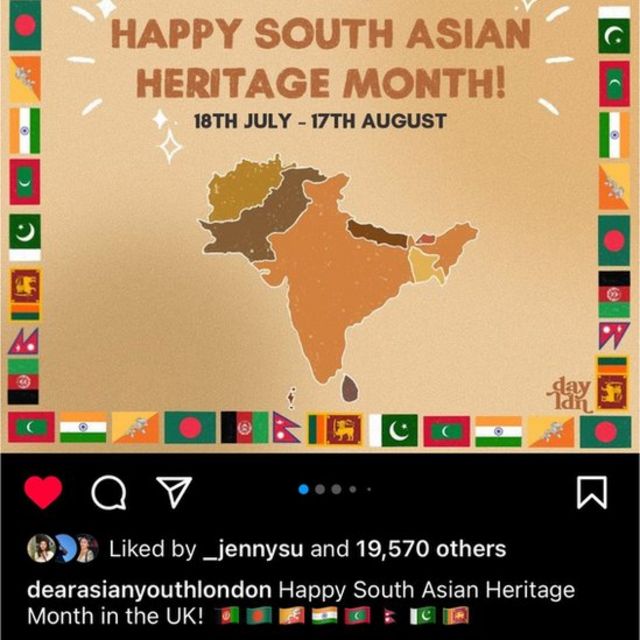 HAPPY SOUTH ASIAN
HERITAGE MONTH!
18TH JULY - 17TH AUGUST
day
ldn
Liked by _jennysu and 19,570 others
dearasianyouthlondon Happy South Asian Heritage
Month in the UK! 🇦🇫 🇧🇩 🇧🇹 🇮🇳 🇲🇻 🇳🇵 🇵🇰 🇱🇰